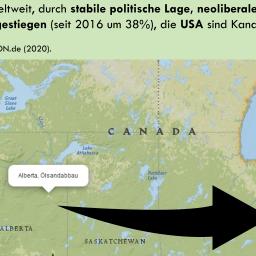 eltweit, durch stabile politische Lage, neoliberale
gestiegen (seit 2016 um 38%), die USA sind Kana
ON.de (2020).
Great
Slave
Lake
CANADA
Lake
Athabasca
Reindeer
Lake
Alberta, Ölsandabbau
ALBERTA
SASKATCHEWAN